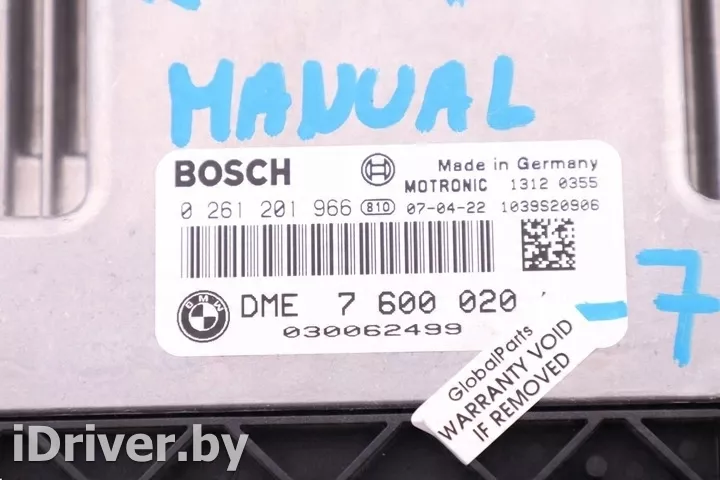 MANUAL
BOSCH
Made in Germany
MOTRONIC 1312 0355
0 261 201 966 810 07-04-22 1039S20906
BMW
DME 7 600 020
030062499
7
GlobalParts
WARRANTY VOID
IF REMOVED
iDriver.by